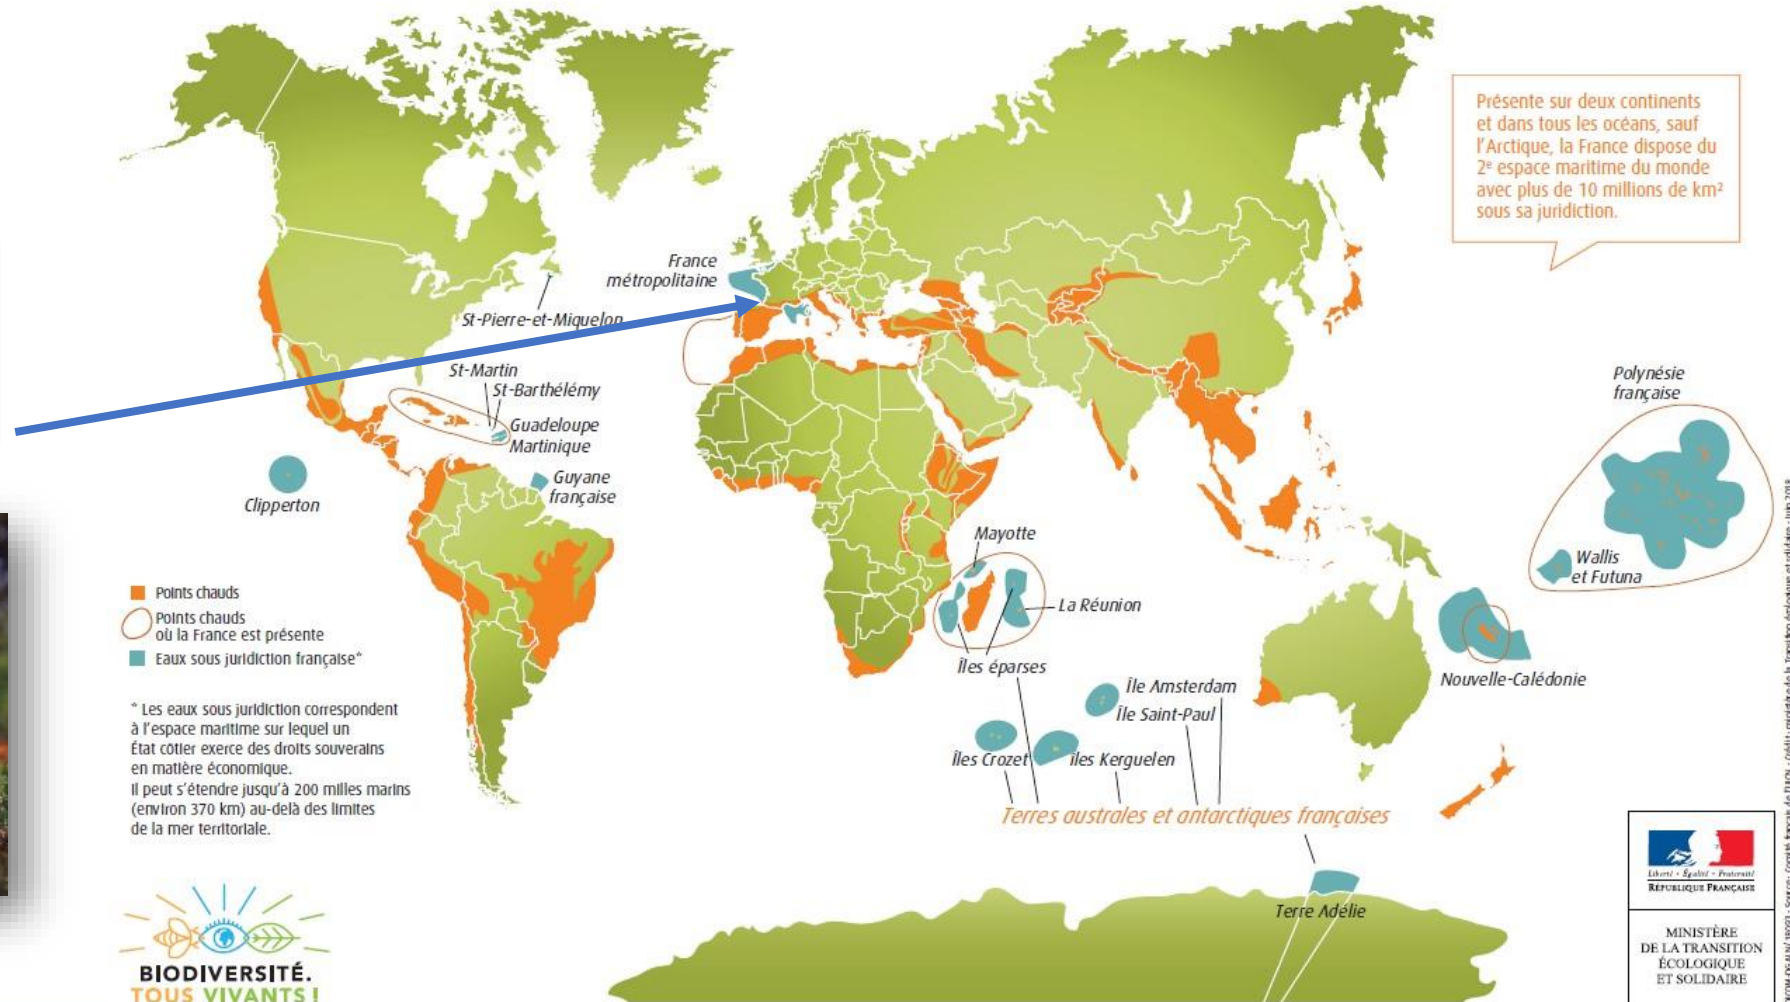 Présente sur deux continents
et dans tous les océans, sauf
l'Arctique, la France dispose du
2e espace maritime du monde
avec plus de 10 millions de km²
sous sa juridiction.
France
métropolitaine
St-Pierre-et-Miquelon
St-Martin
St-Barthélémy
Guadeloupe
Martinique
Guyane
française
Clipperton
Polynésie
française
Wallis
et Futuna
Mayotte
La Réunion
Îles éparses
Nouvelle-Calédonie
Île Amsterdam
Île Saint-Paul
Îles Crozet
îles Kerguelen
Terres australes et antarctiques françaises
Terre Adélie
Points chauds
Points chauds
où la France est présente
Eaux sous juridiction française*
* Les eaux sous juridiction correspondent
à l'espace maritime sur lequel un
État côtier exerce des droits souverains
en matière économique.
Il peut s'étendre jusqu'à 200 milles marins
(environ 370 km) au-delà des limites
de la mer territoriale.
BIODIVERSITÉ.
TOUS VIVANTS !
Liberté • Égalité • Fraternité
RÉPUBLIQUE FRANÇAISE
MINISTÈRE
DE LA TRANSITION
ÉCOLOGIQUE
ET SOLIDAIRE